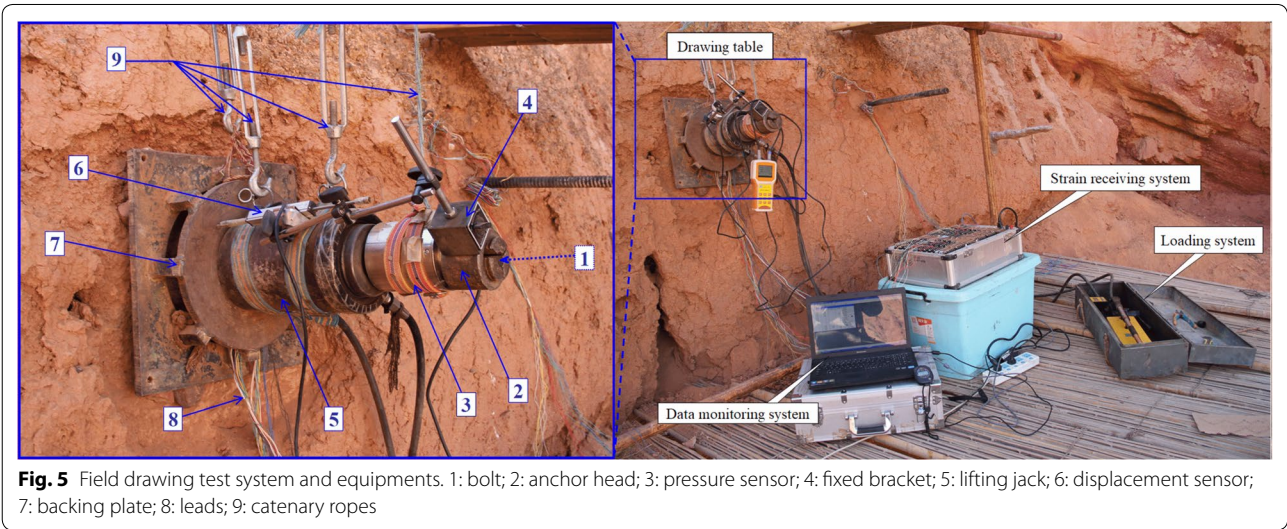 9
4
6
7
1
2
3
5
8
Drawing table
Strain receiving system
Loading system
Data monitoring system
Fig. 5 Field drawing test system and equipments. 1: bolt; 2: anchor head; 3: pressure sensor; 4: fixed bracket; 5: lifting jack; 6: displacement sensor;
7: backing plate; 8: leads; 9: catenary ropes